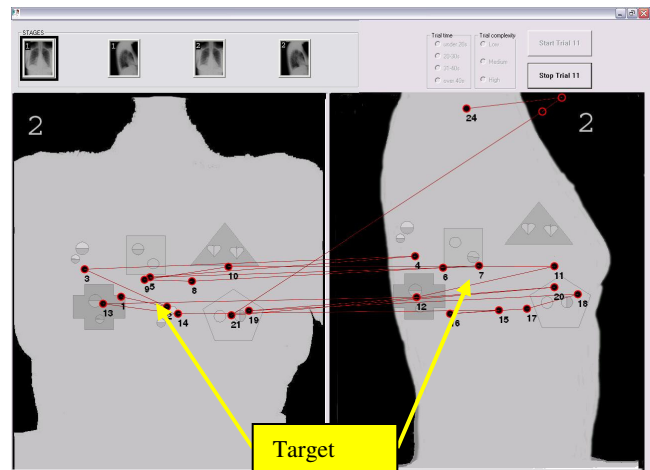 STAGES
1
1
2
2
Trial time
under 20s
20-30s
31-40s
over 40s
Trial complexity
Low
Medium
High
Start Trial 11
Stop Trial 11
2
2
24
3
9
5
8
10
4
6
7
11
13
1
2
14
21
19
12
16
15
17
20
18
Target